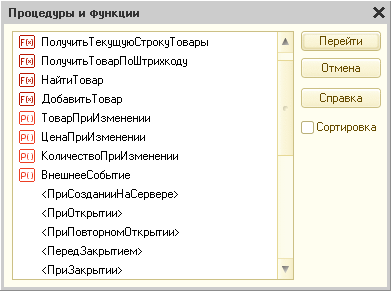 Процедуры и функции
F(x) ПолучитьТекущуюСтрокуТовары
F(x) ПолучитьТоварПоШтрихкоду
F(x) НайтиТовар
F(x) ДобавитьТовар
P() ТоварПриИзменении
P() ЦенаПриИзменении
P() КоличествоПриИзменении
P() ВнешнееСобытие
<ПриСозданииНаСервере>
<ПриОткрытии>
<ПриПовторномОткрытии>
<ПередЗакрытием>
<ПриЗакрытии>
Перейти
Отмена
Справка
Сортировка